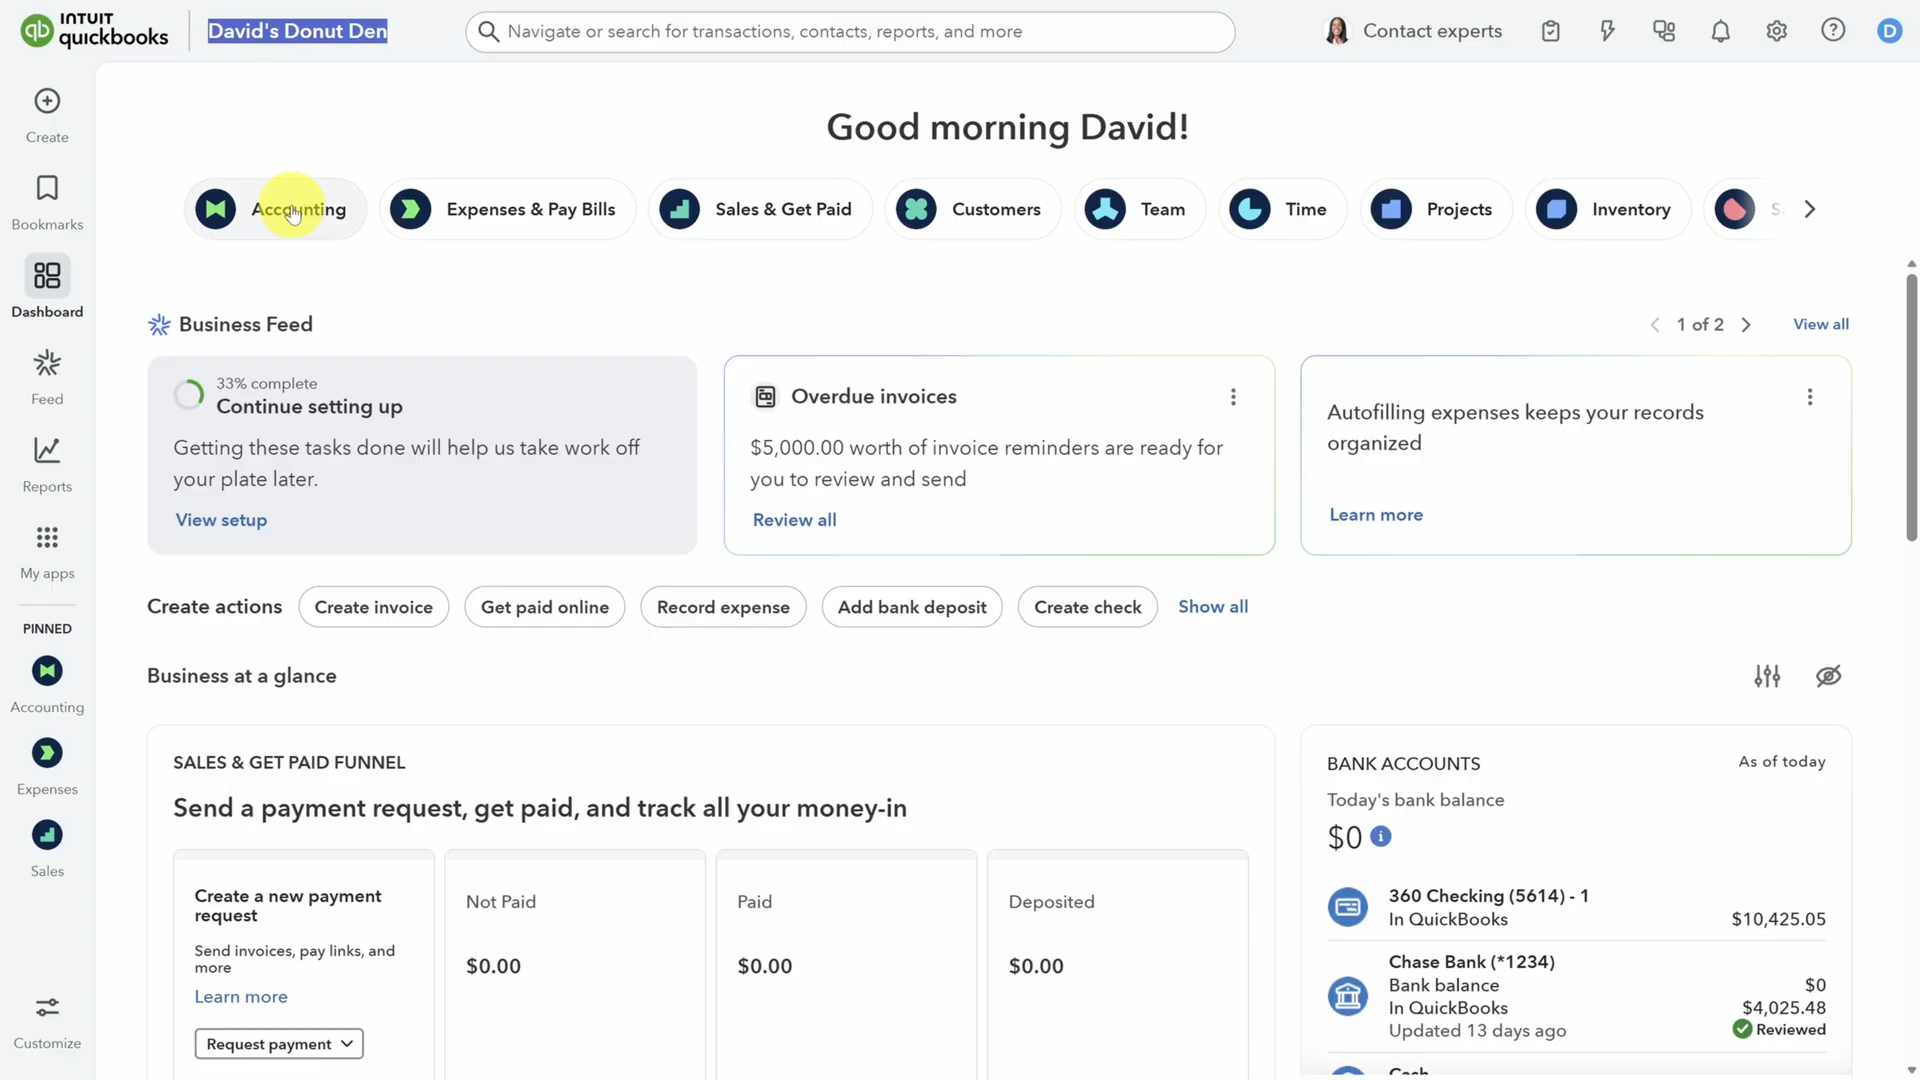 INTUIT
quickbooks
David's Donut Den
Navigate or search for transactions, contacts, reports, and more
Contact experts
D
Create
Bookmarks
Dashboard
Feed
Reports
My apps
PINNED
Accounting
Expenses
Sales
Customize
Good morning David!
Accounting
Expenses & Pay Bills
Sales & Get Paid
Customers
Team
Time
Projects
Inventory
Business Feed
1 of 2
View all
33% complete
Continue setting up
Getting these tasks done will help us take work off
your plate later.
View setup
Overdue invoices
$5,000.00 worth of invoice reminders are ready for
you to review and send
Review all
Autofilling expenses keeps your records
organized
Learn more
Create actions
Create invoice
Get paid online
Record expense
Add bank deposit
Create check
Show all
Business at a glance
SALES & GET PAID FUNNEL
Send a payment request, get paid, and track all your money-in
Create a new payment
request
Send invoices, pay links, and
more
Learn more
Request payment
Not Paid
$0.00
Paid
$0.00
Deposited
$0.00
BANK ACCOUNTS
As of today
Today's bank balance
$0
360 Checking (5614) - 1
In QuickBooks $10,425.05
Chase Bank (*1234)
Bank balance $0
In QuickBooks $4,025.48
Updated 13 days ago Reviewed
Cash